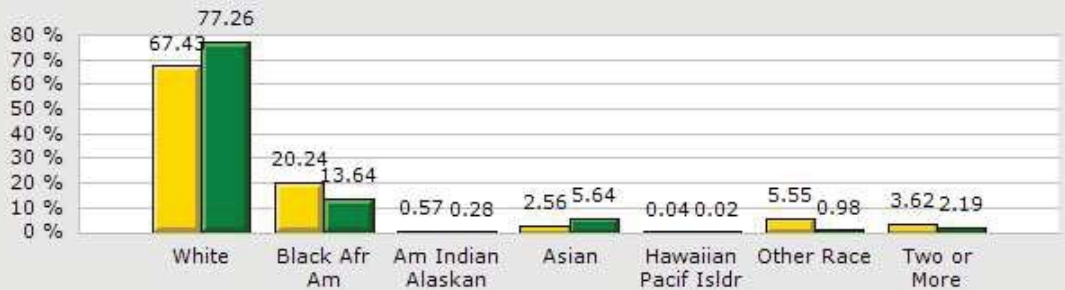 80 %
70 %
60 %
50 %
40 %
30 %
20 %
10 %
0 %
67.43 77.26
20.24 13.64
0.57 0.28
2.56 5.64
0.04 0.02
5.55 0.98
3.62 2.19
White
Black Afr
Am
Am Indian
Alaskan
Asian
Hawaiian
Pacif Isldr
Other Race
Two or
More